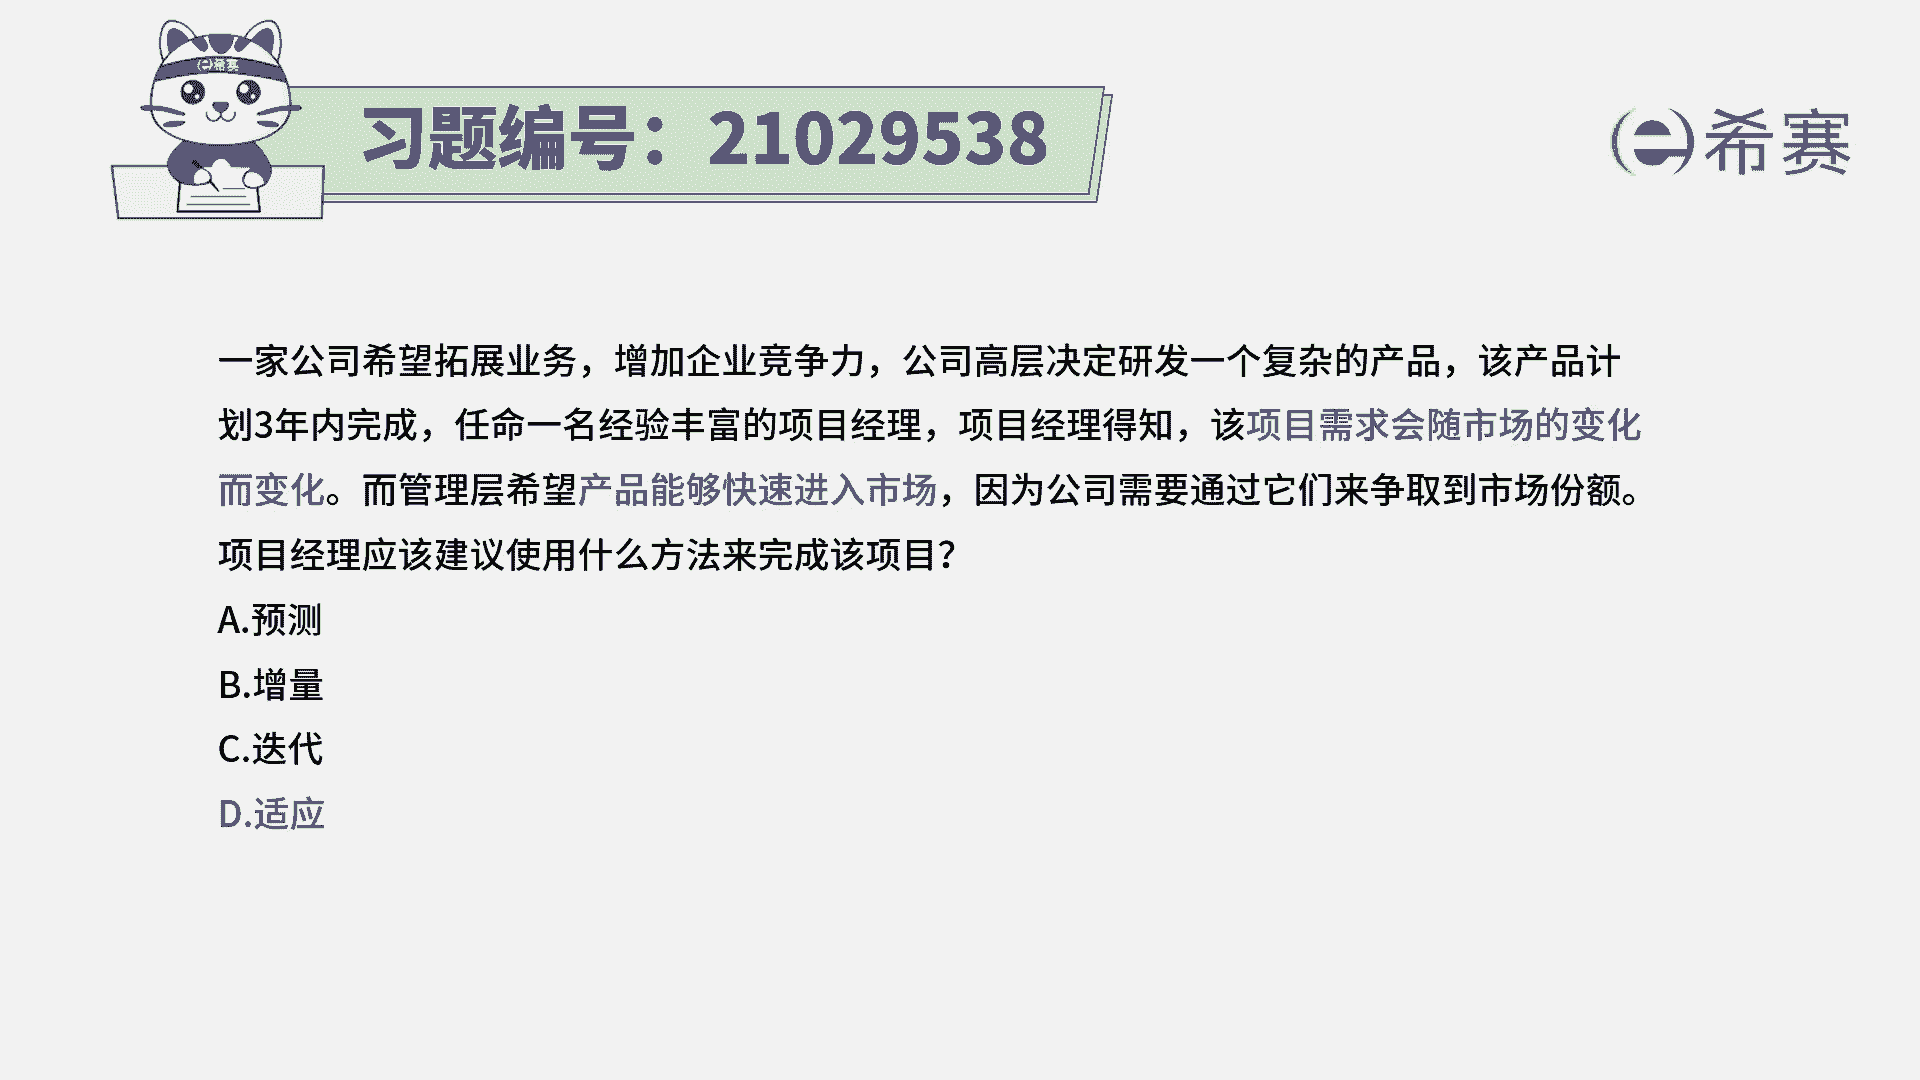 e希赛
习题编号：21029538
e希赛
一家公司希望拓展业务，增加企业竞争力，公司高层决定研发一个复杂的产品，该产品计
划3年内完成，任命一名经验丰富的项目经理，项目经理得知，该项目需求会随市场的变化
而变化。而管理层希望产品能够快速进入市场，因为公司需要通过它们来争取到市场份额。
项目经理应该建议使用什么方法来完成该项目？
A.预测
B.增量
C.迭代
D.适应